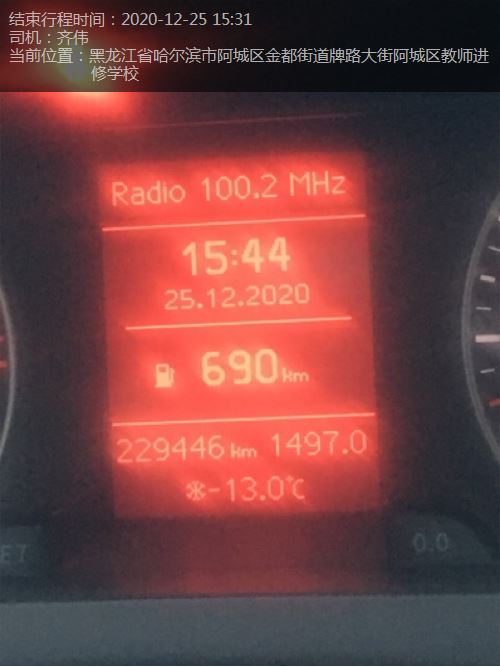 结束行程时间：2020-12-25 15:31
司机：齐伟
当前位置：黑龙江省哈尔滨市阿城区金都街道牌路大街阿城区教师进
修学校
Radio 100.2 MHz
15:44
25.12.2020
690km
229446km 1497.0
-13.0°C
ET
0.0